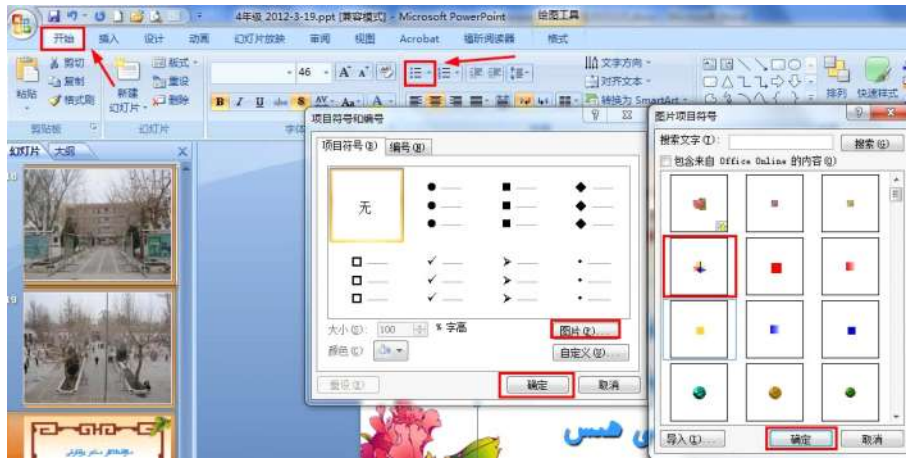 4年级 2012-3-19.ppt [兼容模式] - Microsoft PowerPoint
绘图工具
开始 插入 设计 动画 幻灯片放映 审阅 视图 Acrobat 福昕阅读器 格式
粘贴
剪切
复制
格式刷
剪贴板
新建
幻灯片
版式
重设
删除
幻灯片
46
B I U abe S AV Aa A
字体
文字方向
对齐文本
转换为 SmartArt
排列 快速样式
幻灯片 大纲
19
项目符号和编号
项目符号(B) 编号(N)
无
大小(S): 100 % 字高
颜色(C)
图片(P)...
自定义(U)...
重设(E)
确定 取消
图片项目符号
搜索文字(T):
搜索(G)
包含来自 Office Online 的内容(O)
导入(I)...
确定 取消